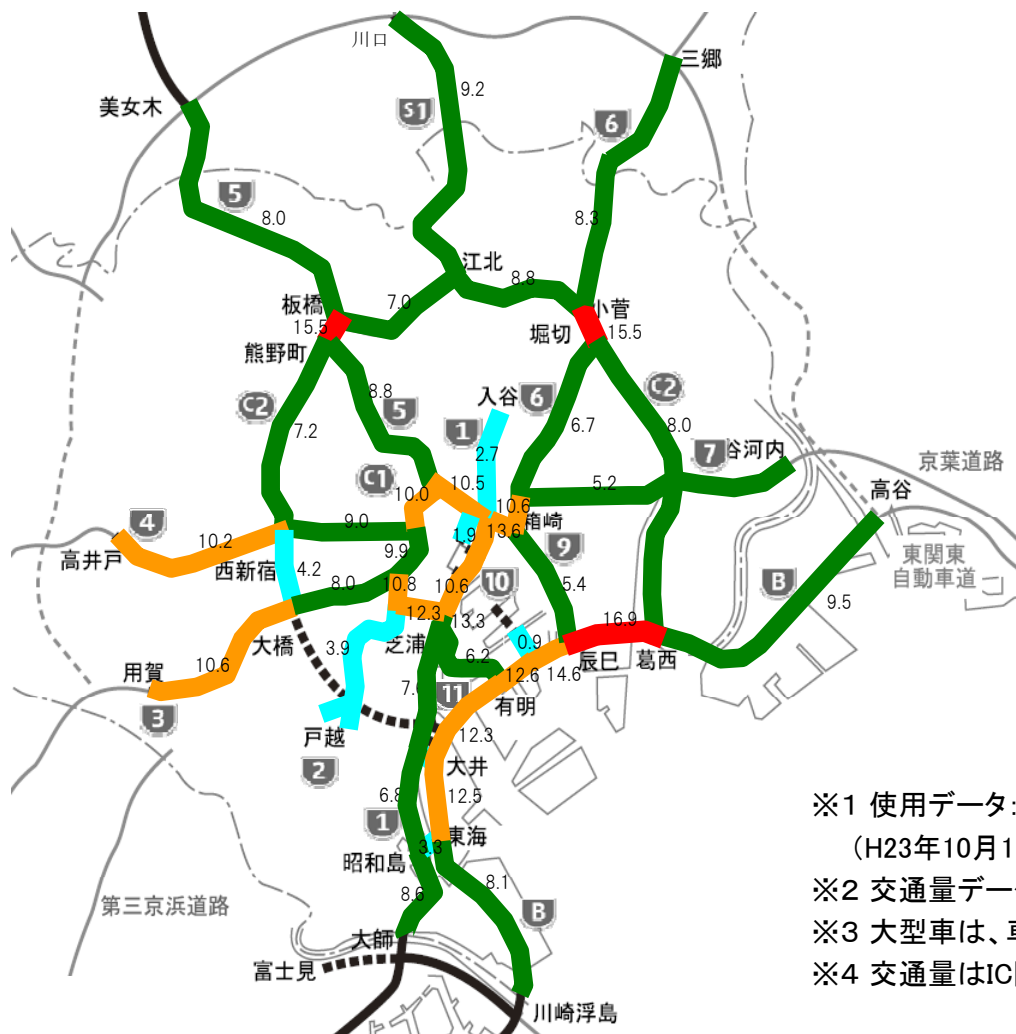 川口
三郷
美女木
9.2
S1
6
5
8.0
8.3
江北
8.8
7.0
板橋
小菅
15.5
堀切
15.5
熊野町
8.8
入谷
6
C2
5
C2
1
7.2
6.7
8.0
7
谷河内
2.7
京葉道路
C1
10.5
5.2
高谷
10.0
10.6
4
9.0
1.9
13.6
箱崎
高井戸
10.2
9.9
9
東関東
自動車道
西新宿
4.2
10
B
8.0
10.8
10.6
5.4
9.5
12.3
13.3
16.9
大橋
3.9
芝浦
0.9
辰巳
葛西
用賀
10.6
6.2
12.6
14.6
3
7.
11
有明
戸越
12.3
2
大井
6.8
12.5
1
東海
3.3
昭和島
8.1
第三京浜道路
8.6
B
大師
富士見
川崎浮島
※1 使用データ:
(H23年10月1
※2 交通量デー
※3 大型車は、
※4 交通量はIC